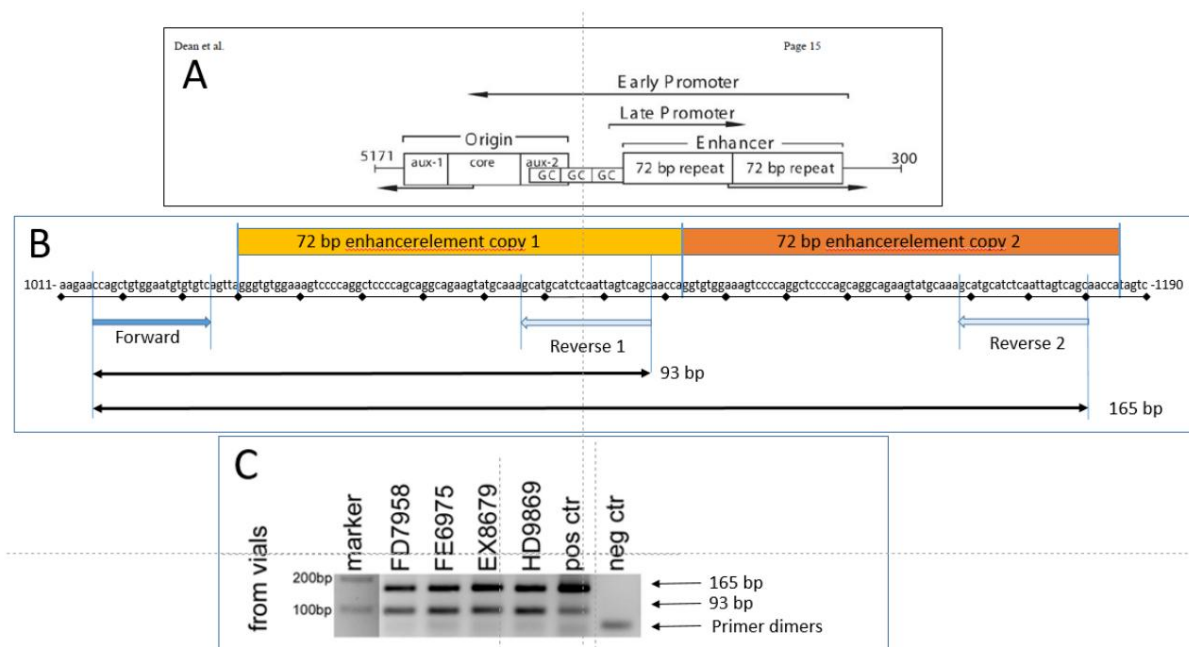 Dean et al. Page 15
A
Early Promoter
Late Promoter
Origin Enhancer
5171 aux-1 core aux-2 72 bp repeat 72 bp repeat 300
GC GC GC
B
72 bp enhancerelement copy 1 72 bp enhancerelement copy 2
1011- aagaaccagctgtggaatgtgtgtcagttagggtgtggaaagtccccaggctccccagcaggcagaagtatgcaaagcatgcatctcaattagtcagcaaccaggtgtggaaagtccccaggctccccagcaggcagaagtatgcaaagcatgcatctcaattagtcagcaaccatagtc -1190
Forward Reverse 1 Reverse 2
93 bp
165 bp
C
from vials marker FD7958 FE6975 EX8679 HD9869 pos ctr neg ctr
200bp 165 bp
100bp 93 bp
Primer dimers